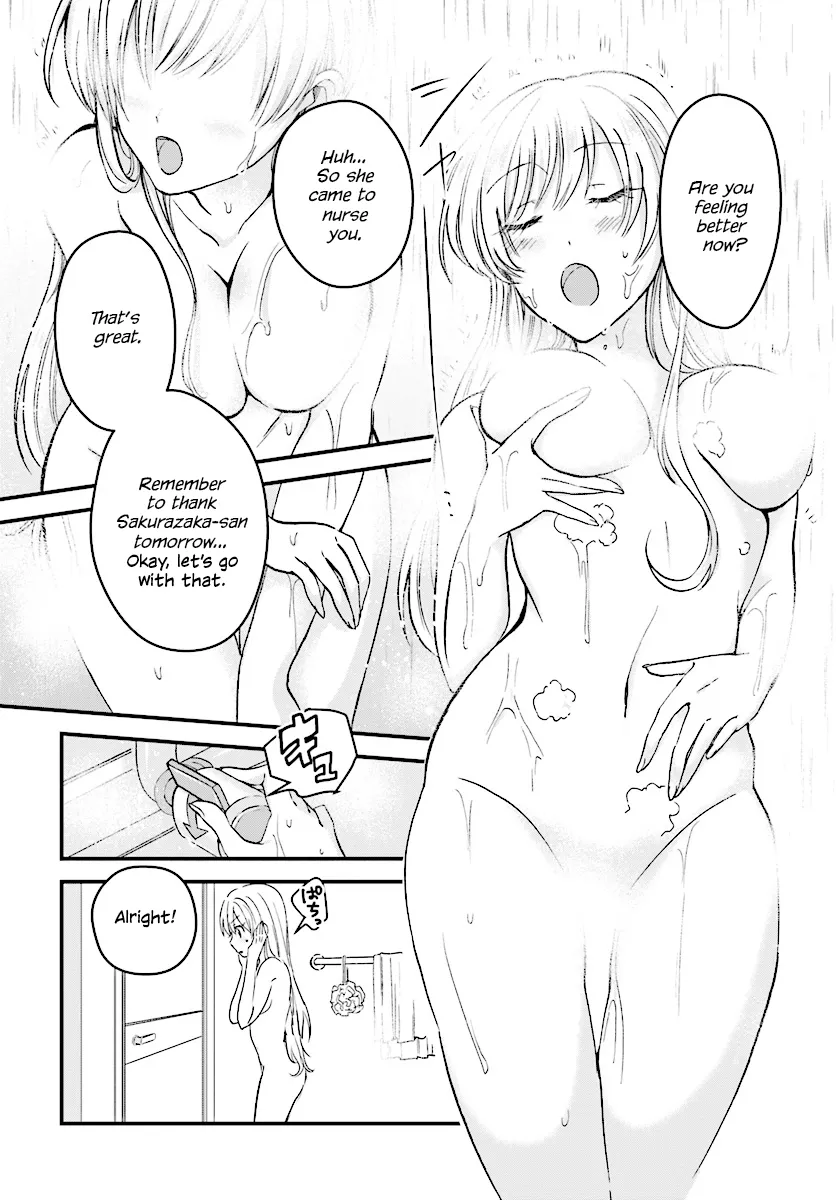 Are you
feeling
better
now?
Huh...
So she
came to
nurse
you.
That's
great.
Remember
to thank
Sakurazaka-san
tomorrow...
Okay, let's go
with that.
キュ
Alright!
ぱちっ